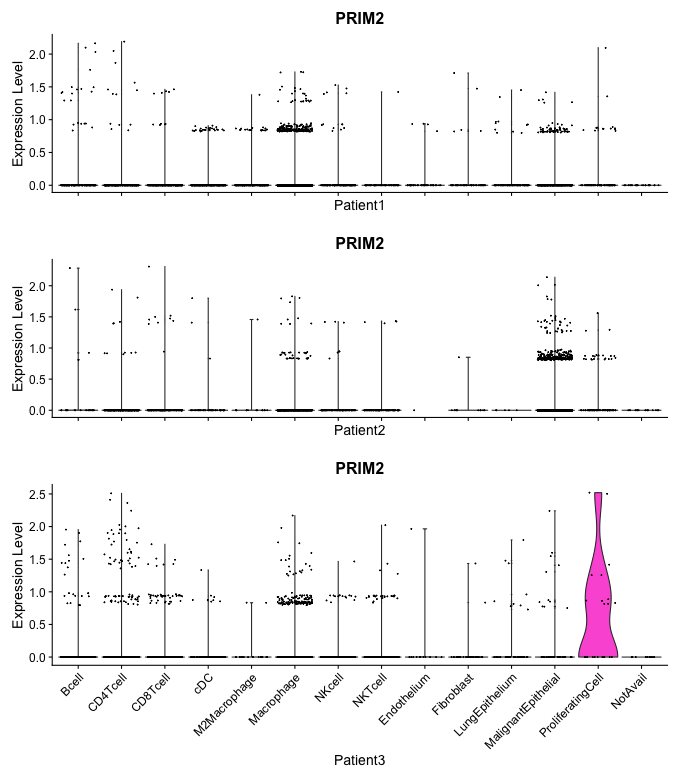 PRIM2
Expression Level
2.0
1.5
1.0
0.5
0.0
Patient1
PRIM2
Expression Level
2.0
1.5
1.0
0.5
0.0
Patient2
PRIM2
Expression Level
2.5
2.0
1.5
1.0
0.5
0.0
Bcell
CD4Tcell
CD8Tcell
cDC
M2Macrophage
Macrophage
NKcell
NKTcell
Endothelium
Fibroblast
LungEpithelium
MalignantEpithelial
ProliferatingCell
NotAvail
Patient3